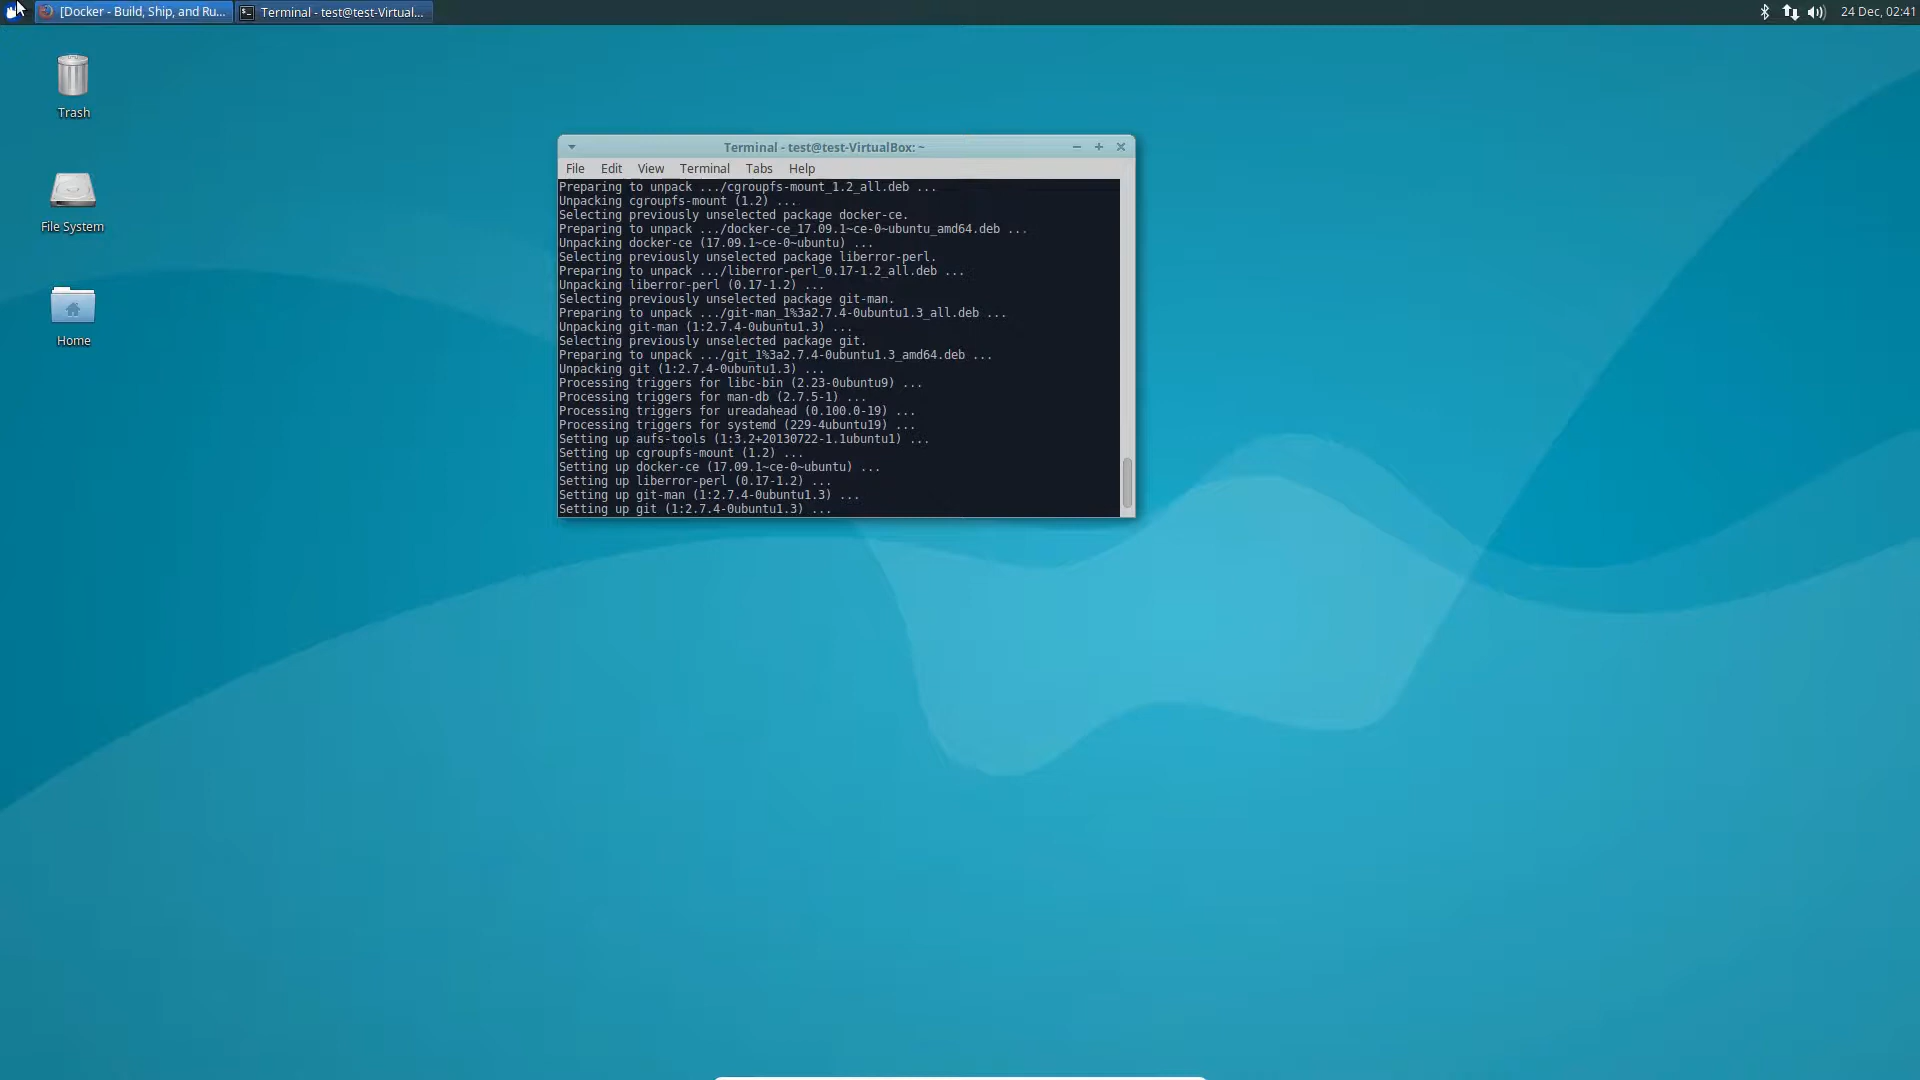 [Docker - Build, Ship, and Ru...
Terminal - test@test-Virtual...
24 Dec, 02:41
Trash
File System
Home
Terminal - test@test-VirtualBox: ~
File Edit View Terminal Tabs Help
Preparing to unpack .../cgroupfs-mount_1.2_all.deb ...
Unpacking cgroupfs-mount (1.2) ...
Selecting previously unselected package docker-ce.
Preparing to unpack .../docker-ce_17.09.1~ce-0~ubuntu_amd64.deb ...
Unpacking docker-ce (17.09.1~ce-0~ubuntu) ...
Selecting previously unselected package liberror-perl.
Preparing to unpack .../liberror-perl_0.17-1.2_all.deb ...
Unpacking liberror-perl (0.17-1.2) ...
Selecting previously unselected package git-man.
Preparing to unpack .../git-man_1%3a2.7.4-0ubuntu1.3_all.deb ...
Unpacking git-man (1:2.7.4-0ubuntu1.3) ...
Selecting previously unselected package git.
Preparing to unpack .../git_1%3a2.7.4-0ubuntu1.3_amd64.deb ...
Unpacking git (1:2.7.4-0ubuntu1.3) ...
Processing triggers for libc-bin (2.23-0ubuntu9) ...
Processing triggers for man-db (2.7.5-1) ...
Processing triggers for ureadahead (0.100.0-19) ...
Processing triggers for systemd (229-4ubuntu19) ...
Setting up aufs-tools (1:3.2+20130722-1.1ubuntu1) ...
Setting up cgroupfs-mount (1.2) ...
Setting up docker-ce (17.09.1~ce-0~ubuntu) ...
Setting up liberror-perl (0.17-1.2) ...
Setting up git-man (1:2.7.4-0ubuntu1.3) ...
Setting up git (1:2.7.4-0ubuntu1.3) ...